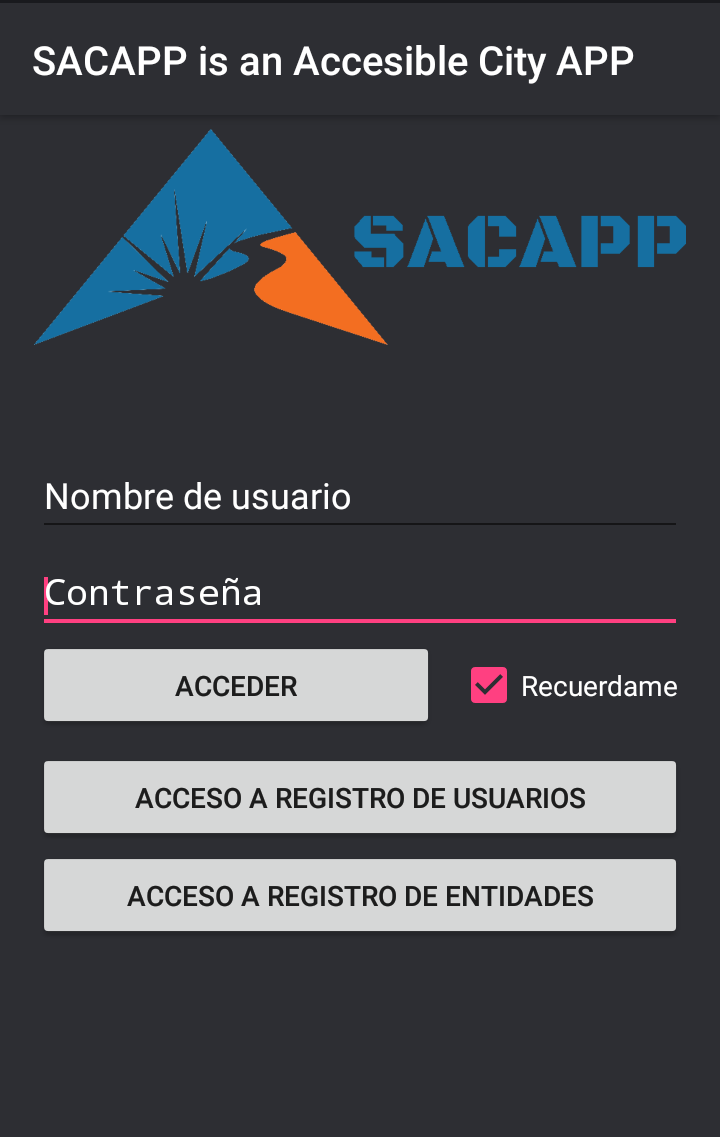 SACAPP is an Accesible City APP
SACAPP
Nombre de usuario
Contraseña
ACCEDER
Recuerdame
ACCESO A REGISTRO DE USUARIOS
ACCESO A REGISTRO DE ENTIDADES